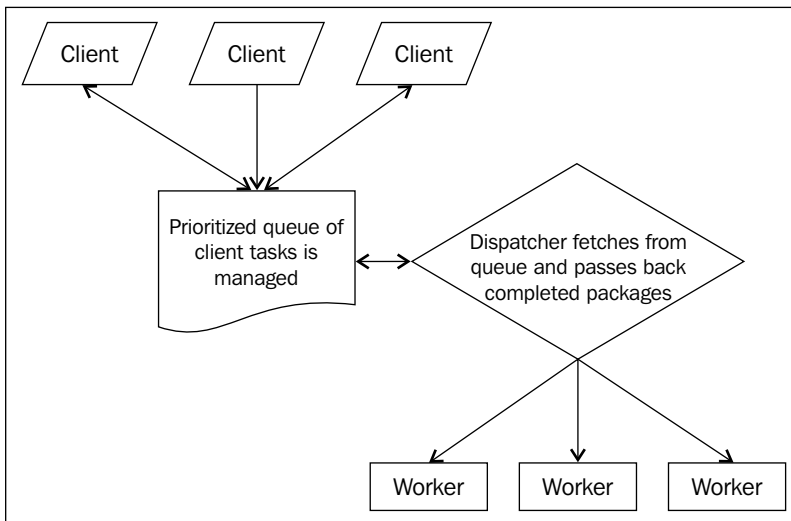 Client
Client
Client
Prioritized queue of
client tasks is
managed
Dispatcher fetches from
queue and passes back
completed packages
Worker
Worker
Worker